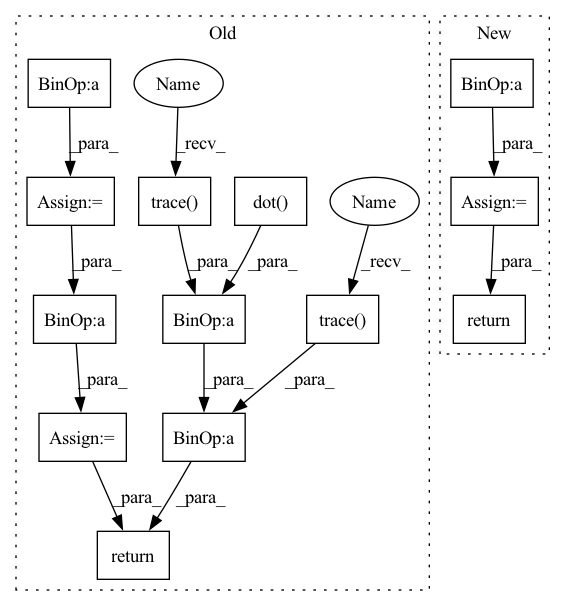 Old
New
BinOp:a
Name
BinOp:a
_para_
_recv_
_para_
Assign:=
trace()
dot()
Name
Assign:=
_para_
_para_
_para_
_recv_
_para_
BinOp:a
BinOp:a
trace()
return
_para_
_para_
_para_
Assign:=
BinOp:a
_para_
_para_
return